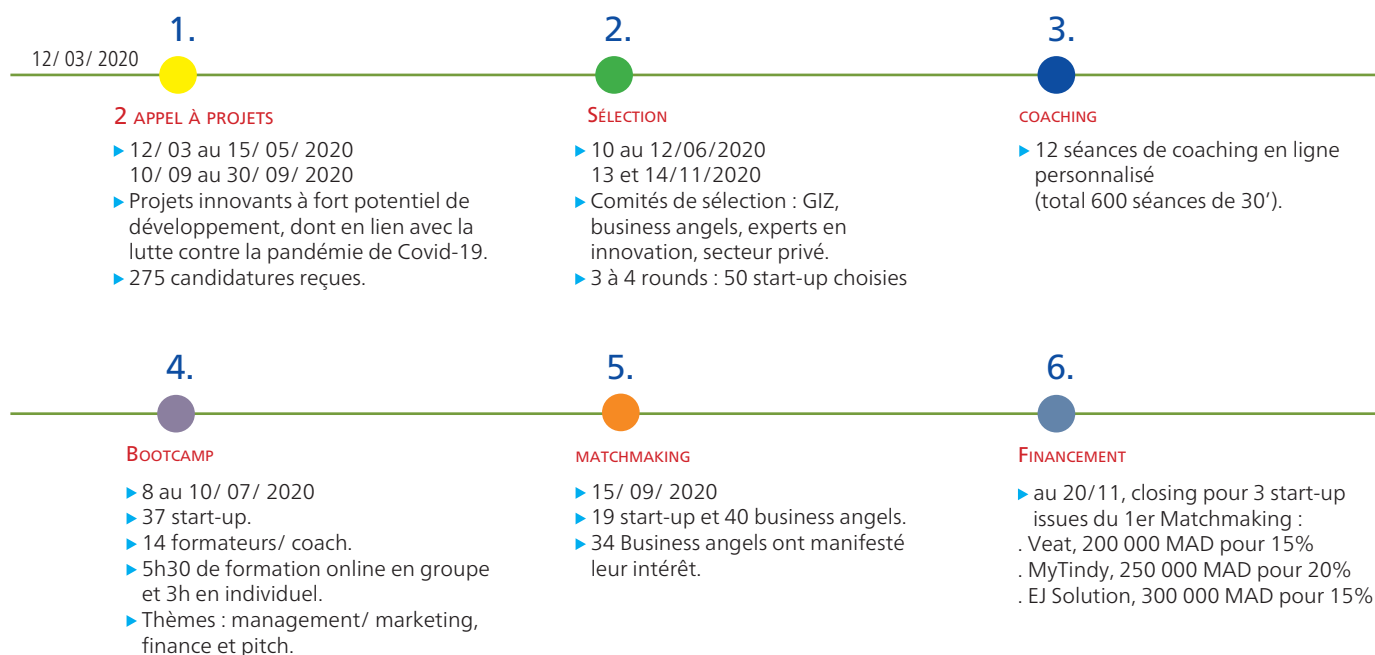 12/ 03/ 2020
1.
2 APPEL À PROJETS
▶ 12/ 03 au 15/ 05/ 2020
10/ 09 au 30/ 09/ 2020
▶ Projets innovants à fort potentiel de
développement, dont en lien avec la
lutte contre la pandémie de Covid-19.
▶ 275 candidatures reçues.
2.
SÉLECTION
▶ 10 au 12/06/2020
13 et 14/11/2020
▶ Comités de sélection : GIZ,
business angels, experts en
innovation, secteur privé.
▶ 3 à 4 rounds : 50 start-up choisies
3.
COACHING
▶ 12 séances de coaching en ligne
personnalisé
(total 600 séances de 30’).
4.
BOOTCAMP
▶ 8 au 10/ 07/ 2020
▶ 37 start-up.
▶ 14 formateurs/ coach.
▶ 5h30 de formation online en groupe
et 3h en individuel.
▶ Thèmes : management/ marketing,
finance et pitch.
5.
MATCHMAKING
▶ 15/ 09/ 2020
▶ 19 start-up et 40 business angels.
▶ 34 Business angels ont manifesté
leur intérêt.
6.
FINANCEMENT
▶ au 20/11, closing pour 3 start-up
issues du 1er Matchmaking :
. Veat, 200 000 MAD pour 15%
. MyTindy, 250 000 MAD pour 20%
. EJ Solution, 300 000 MAD pour 15%